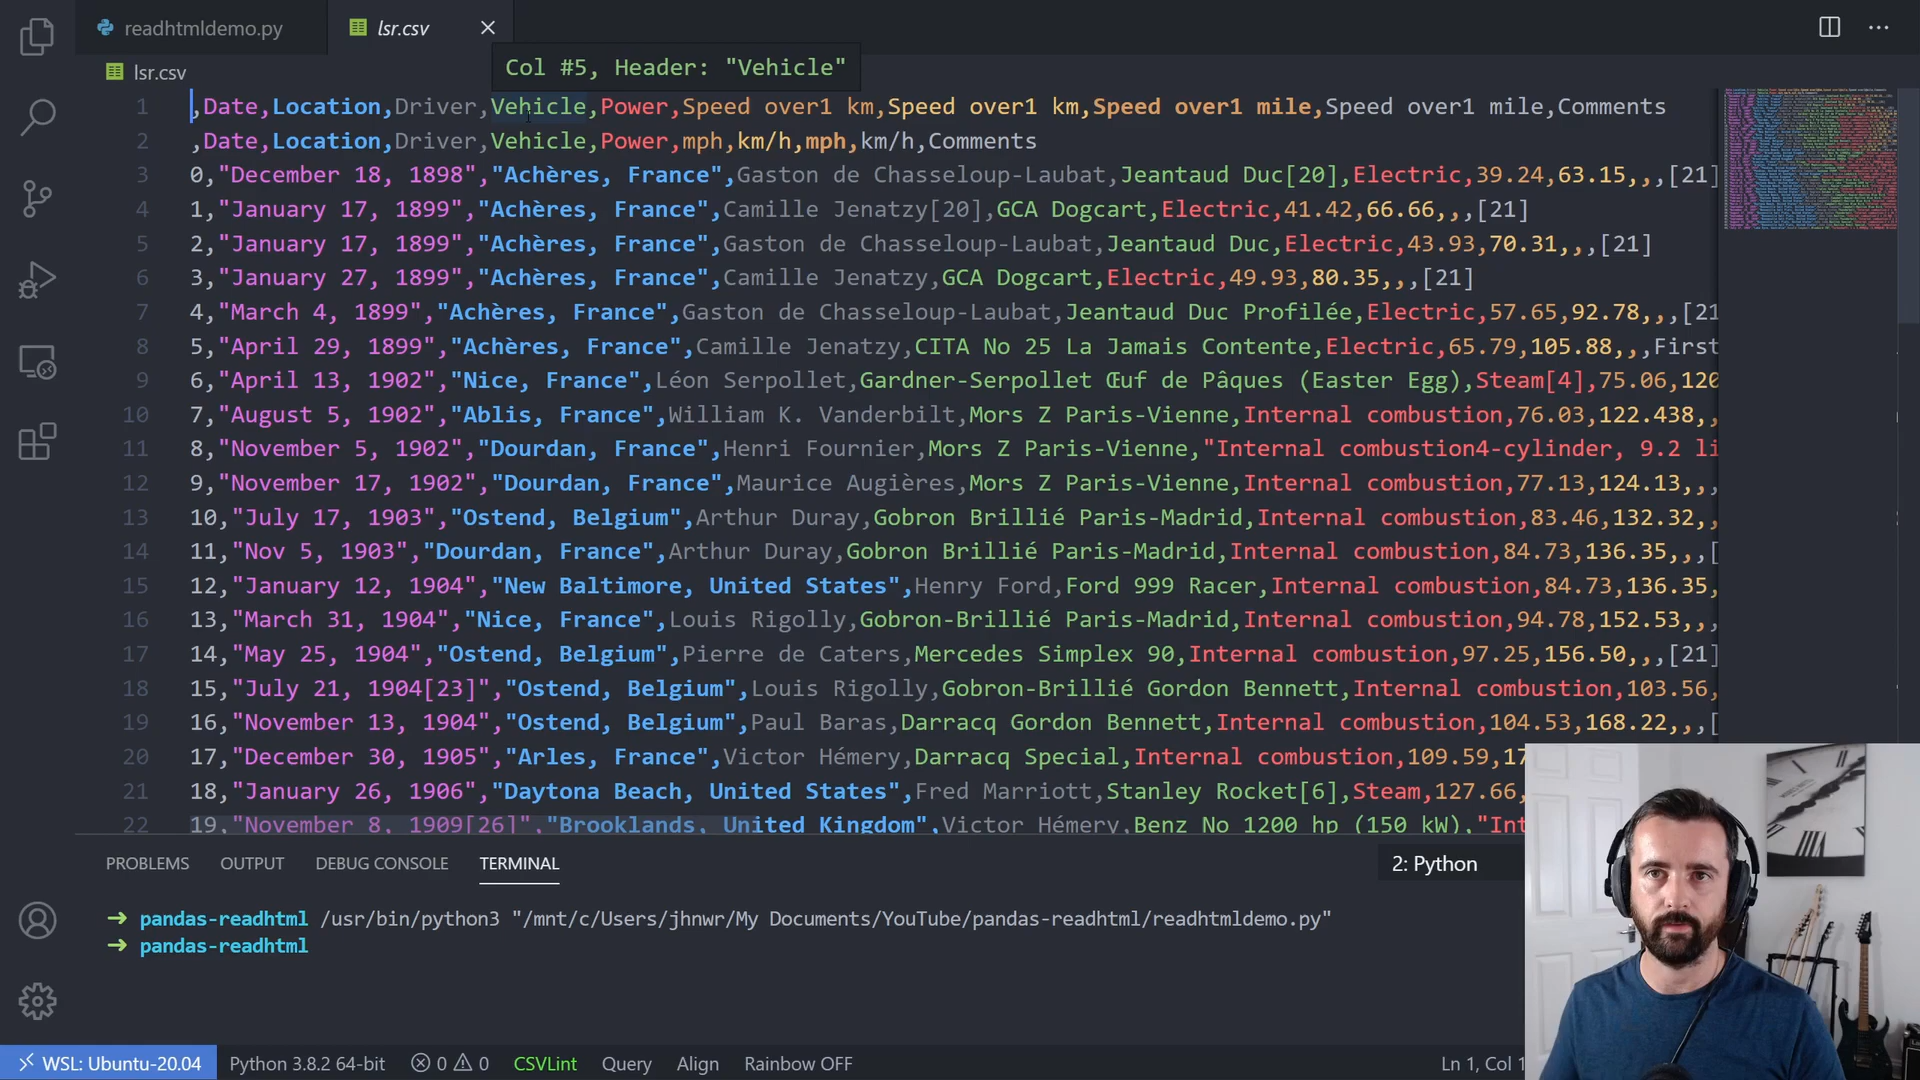 readhtmldemo.py
lsr.csv
lsr.csv
Col #5, Header: "Vehicle"
1 ,Date,Location,Driver,Vehicle,Power,Speed over1 km,Speed over1 km,Speed over1 mile,Speed over1 mile,Comments
2 ,Date,Location,Driver,Vehicle,Power,mph,km/h,mph,km/h,Comments
3 0,"December 18, 1898","Achères, France",Gaston de Chasseloup-Laubat,Jeantaud Duc[20],Electric,39.24,63.15,,,[21]
4 1,"January 17, 1899","Achères, France",Camille Jenatzy[20],GCA Dogcart,Electric,41.42,66.66,,,[21]
5 2,"January 17, 1899","Achères, France",Gaston de Chasseloup-Laubat,Jeantaud Duc,Electric,43.93,70.31,,,[21]
6 3,"January 27, 1899","Achères, France",Camille Jenatzy,GCA Dogcart,Electric,49.93,80.35,,,[21]
7 4,"March 4, 1899","Achères, France",Gaston de Chasseloup-Laubat,Jeantaud Duc Profilée,Electric,57.65,92.78,,,[21
8 5,"April 29, 1899","Achères, France",Camille Jenatzy,CITA No 25 La Jamais Contente,Electric,65.79,105.88,,,First
9 6,"April 13, 1902","Nice, France",Léon Serpollet,Gardner-Serpollet Œuf de Pâques (Easter Egg),Steam[4],75.06,120
10 7,"August 5, 1902","Ablis, France",William K. Vanderbilt,Mors Z Paris-Vienne,Internal combustion,76.03,122.438,,
11 8,"November 5, 1902","Dourdan, France",Henri Fournier,Mors Z Paris-Vienne,"Internal combustion4-cylinder, 9.2 li
12 9,"November 17, 1902","Dourdan, France",Maurice Augières,Mors Z Paris-Vienne,Internal combustion,77.13,124.13,,,
13 10,"July 17, 1903","Ostend, Belgium",Arthur Duray,Gobron Brillié Paris-Madrid,Internal combustion,83.46,132.32,,
14 11,"Nov 5, 1903","Dourdan, France",Arthur Duray,Gobron Brillié Paris-Madrid,Internal combustion,84.73,136.35,,,[
15 12,"January 12, 1904","New Baltimore, United States",Henry Ford,Ford 999 Racer,Internal combustion,84.73,136.35,
16 13,"March 31, 1904","Nice, France",Louis Rigolly,Gobron-Brillié Paris-Madrid,Internal combustion,94.78,152.53,,,
17 14,"May 25, 1904","Ostend, Belgium",Pierre de Caters,Mercedes Simplex 90,Internal combustion,97.25,156.50,,,[21]
18 15,"July 21, 1904[23]","Ostend, Belgium",Louis Rigolly,Gobron-Brillié Gordon Bennett,Internal combustion,103.56,
19 16,"November 13, 1904","Ostend, Belgium",Paul Baras,Darracq Gordon Bennett,Internal combustion,104.53,168.22,,,[
20 17,"December 30, 1905","Arles, France",Victor Hémery,Darracq Special,Internal combustion,109.59,17
21 18,"January 26, 1906","Daytona Beach, United States",Fred Marriott,Stanley Rocket[6],Steam,127.66,
22 19,"November 8, 1909[26]","Brooklands, United Kingdom",Victor Hémery,Benz No 1200 hp (150 kW),"Int
PROBLEMS OUTPUT DEBUG CONSOLE TERMINAL 2: Python
➜ pandas-readhtml /usr/bin/python3 "/mnt/c/Users/jhnwr/My Documents/YouTube/pandas-readhtml/readhtmldemo.py"
➜ pandas-readhtml
WSL: Ubuntu-20.04 Python 3.8.2 64-bit 0 0 CSVLint Query Align Rainbow OFF Ln 1, Col 1